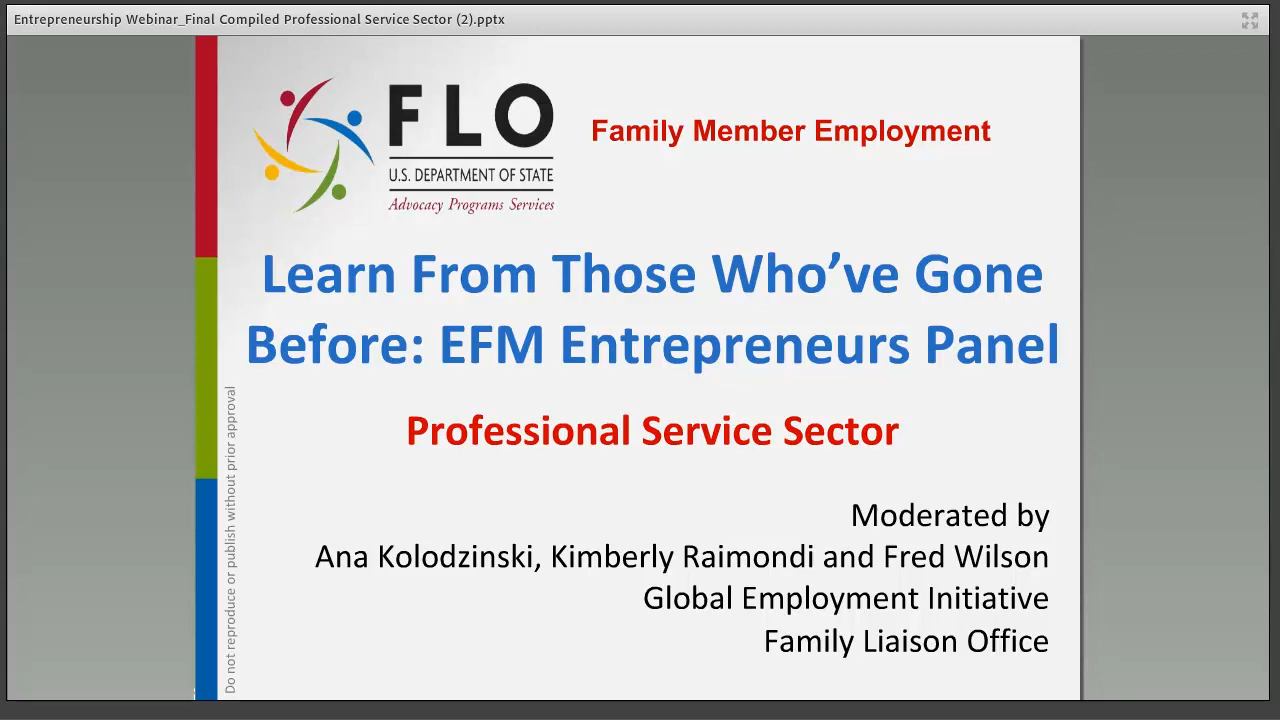 Entrepreneurship Webinar_Final Compiled Professional Service Sector (2).pptx
FLO
U.S. DEPARTMENT OF STATE
Advocacy Programs Services
Family Member Employment
Learn From Those Who’ve Gone
Before: EFM Entrepreneurs Panel
Professional Service Sector
Moderated by
Ana Kolodzinski, Kimberly Raimondi and Fred Wilson
Global Employment Initiative
Family Liaison Office
Do not reproduce or publish without prior approval